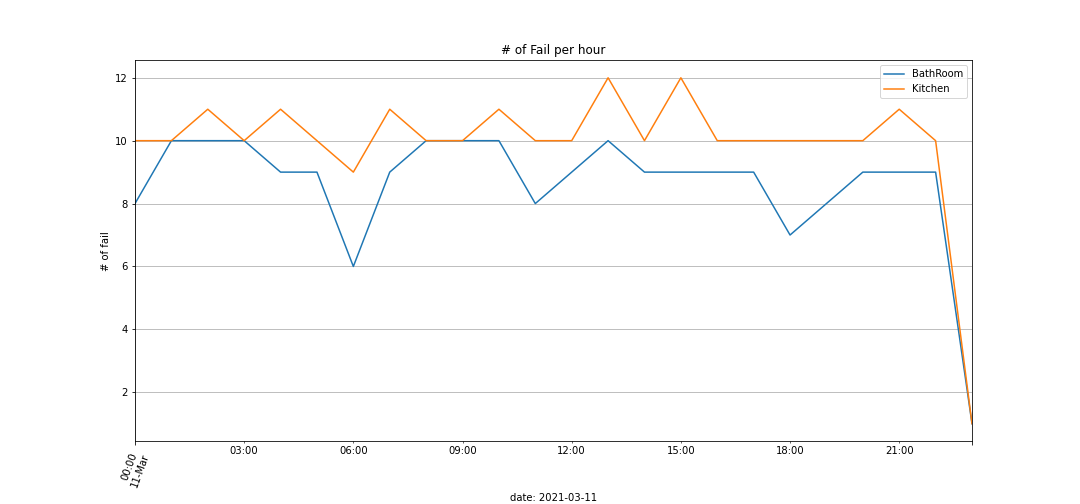 # of Fail per hour
BathRoom
Kitchen
12
10
8
6
4
2
# of fail
00:00
11-Mar
03:00
06:00
09:00
12:00
15:00
18:00
21:00
date: 2021-03-11